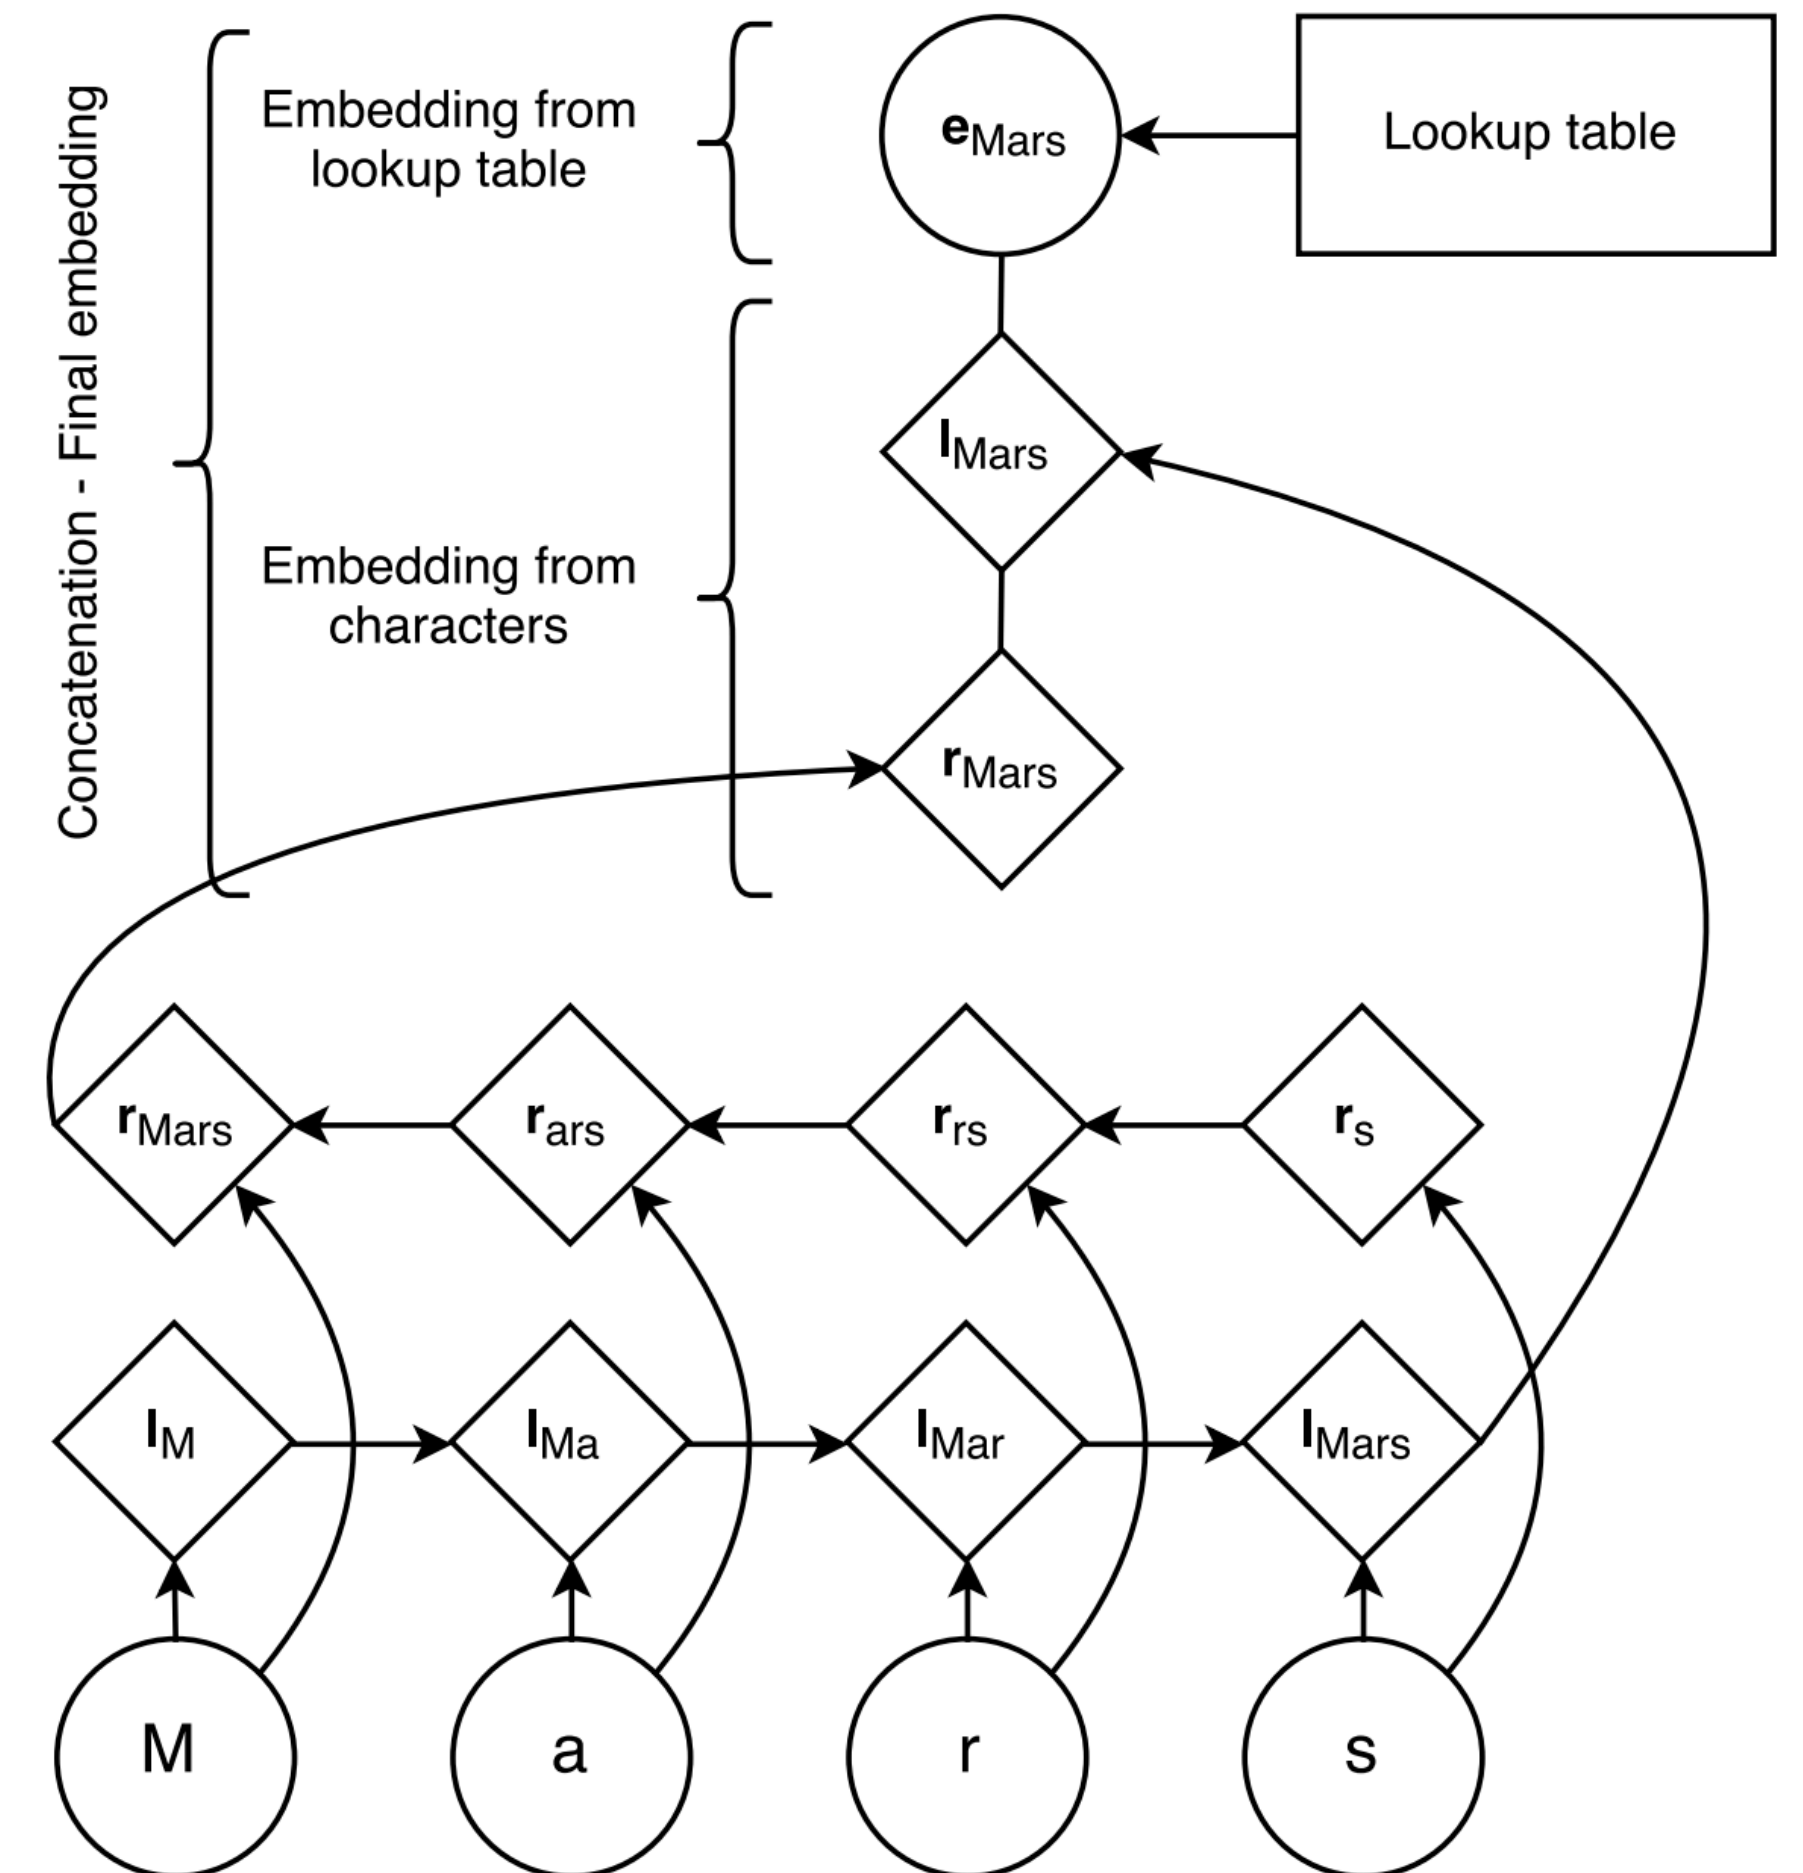 Concatenation - Final embedding
Embedding from
lookup table
eMars
Lookup table
Embedding from
characters
lMars
rMars
rMars
rars
rrs
rs
lM
lMa
lMar
lMars
M
a
r
s